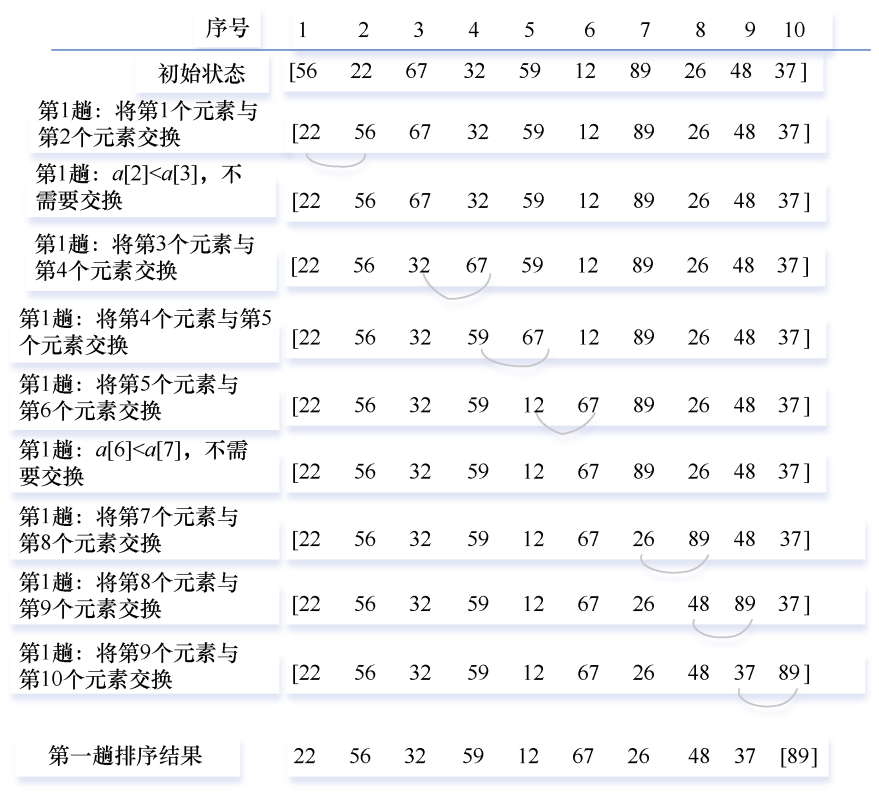 序号 1 2 3 4 5 6 7 8 9 10
初始状态 [56 22 67 32 59 12 89 26 48 37]
第1趟：将第1个元素与
第2个元素交换 [22 56 67 32 59 12 89 26 48 37]
第1趟：a[2]<a[3]，不
需要交换 [22 56 67 32 59 12 89 26 48 37]
第1趟：将第3个元素与
第4个元素交换 [22 56 32 67 59 12 89 26 48 37]
第1趟：将第4个元素与第5
个元素交换 [22 56 32 59 67 12 89 26 48 37]
第1趟：将第5个元素与
第6个元素交换 [22 56 32 59 12 67 89 26 48 37]
第1趟：a[6]<a[7]，不需
要交换 [22 56 32 59 12 67 89 26 48 37]
第1趟：将第7个元素与
第8个元素交换 [22 56 32 59 12 67 26 89 48 37]
第1趟：将第8个元素与
第9个元素交换 [22 56 32 59 12 67 26 48 89 37]
第1趟：将第9个元素与
第10个元素交换 [22 56 32 59 12 67 26 48 37 89]
第一趟排序结果 22 56 32 59 12 67 26 48 37 [89]